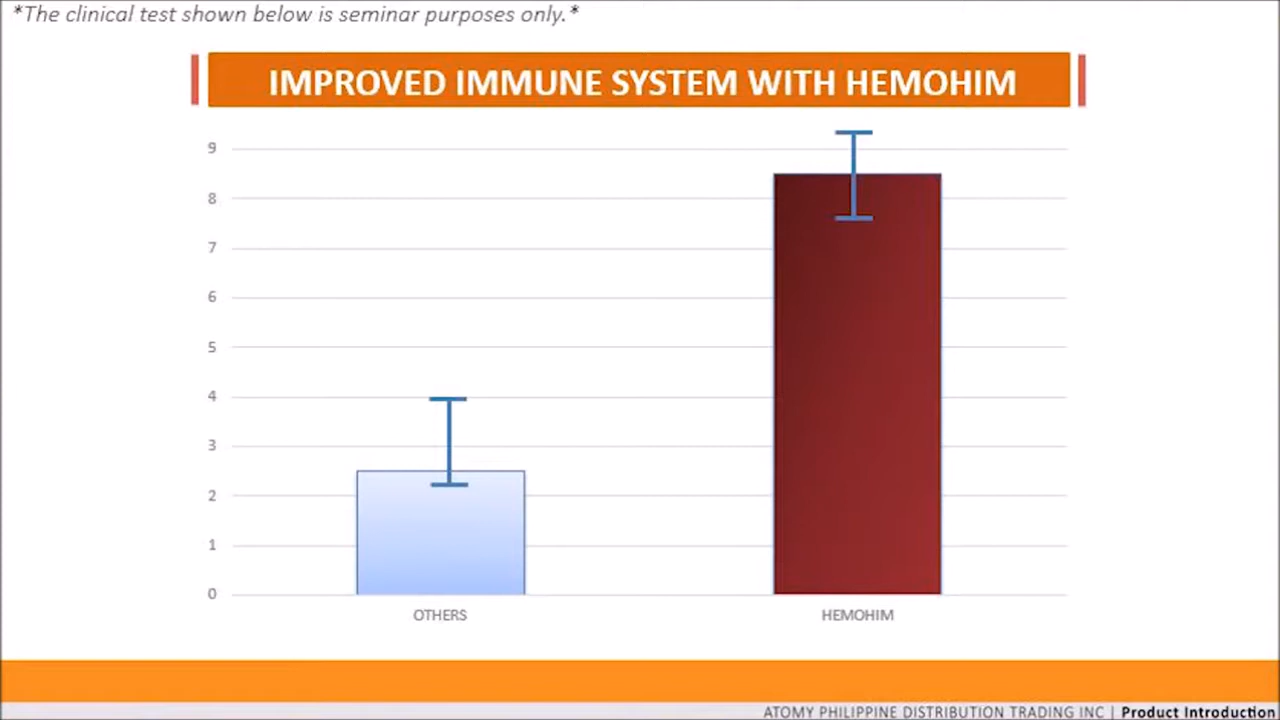 *The clinical test shown below is seminar purposes only.*
IMPROVED IMMUNE SYSTEM WITH HEMOHIM
9
8
7
6
5
4
3
2
1
0
OTHERS HEMOHIM
ATOMY PHILIPPINE DISTRIBUTION TRADING INC | Product Introduction